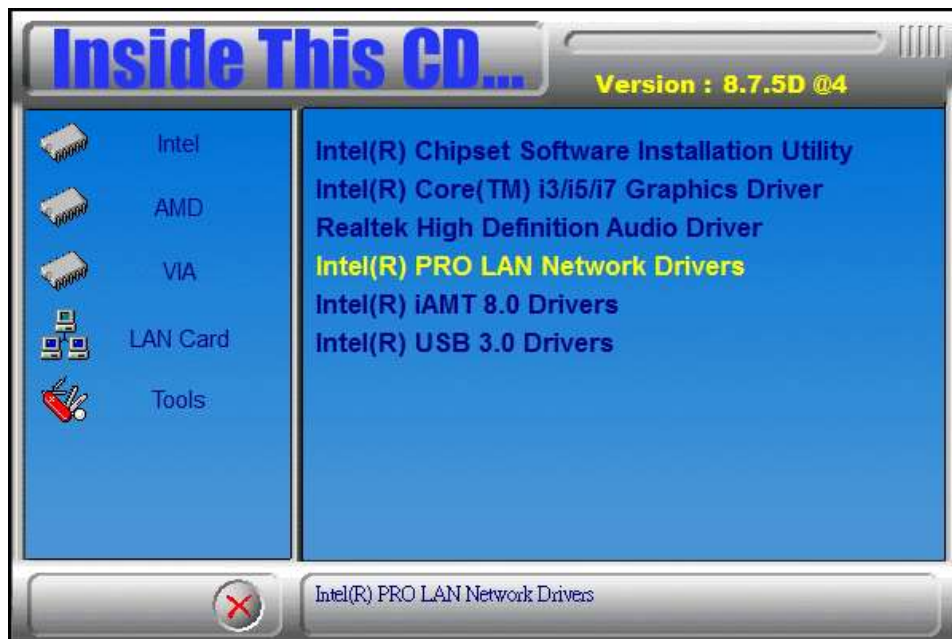 Inside This CD...
Version : 8.7.5D @4
Intel
AMD
VIA
LAN Card
Tools
Intel(R) Chipset Software Installation Utility
Intel(R) Core(TM) i3/i5/i7 Graphics Driver
Realtek High Definition Audio Driver
Intel(R) PRO LAN Network Drivers
Intel(R) iAMT 8.0 Drivers
Intel(R) USB 3.0 Drivers
Intel(R) PRO LAN Network Drivers